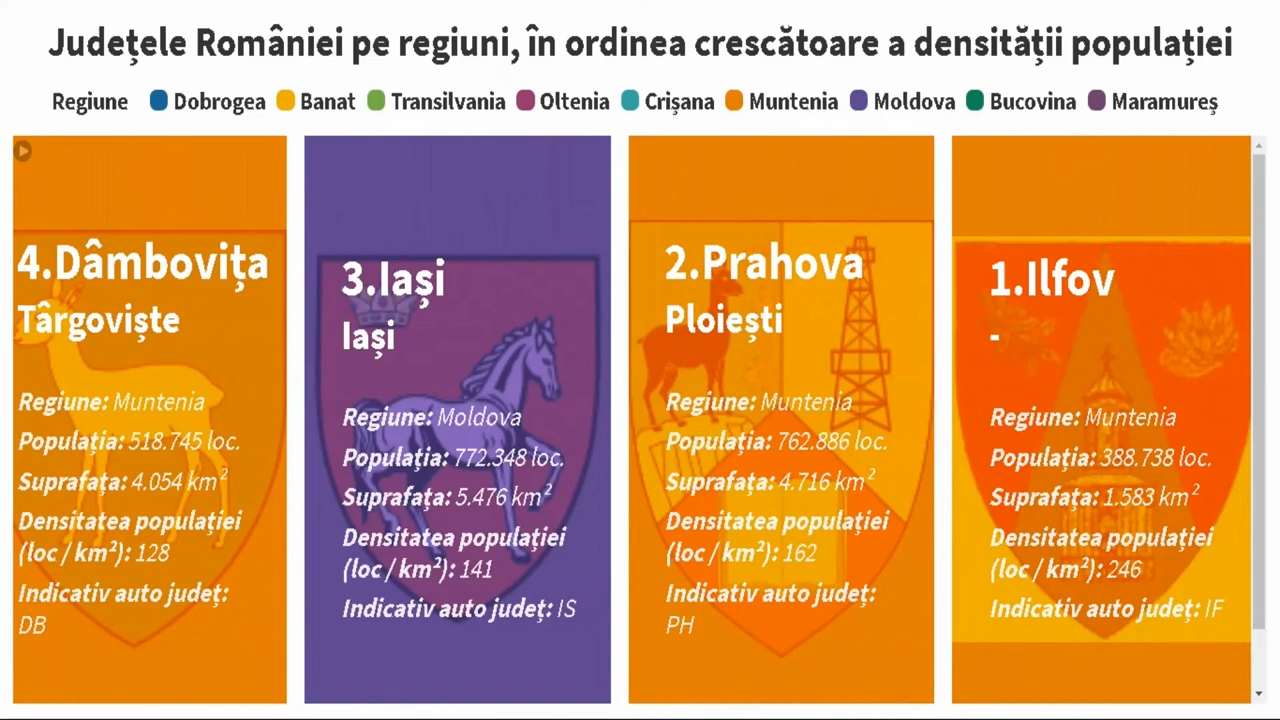 Județele României pe regiuni, în ordinea crescătoare a densității populației
Regiune Dobrogea Banat Transilvania Oltenia Crișana Muntenia Moldova Bucovina Maramureș
4.Dâmbovița
Târgoviște
Regiune: Muntenia
Populația: 518.745 loc.
Suprafața: 4.054 km²
Densitatea populației
(loc / km²): 128
Indicativ auto județ:
DB
3.Iași
Iași
Regiune: Moldova
Populația: 772.348 loc.
Suprafața: 5.476 km²
Densitatea populației
(loc / km²): 141
Indicativ auto județ: IS
2.Prahova
Ploiești
Regiune: Muntenia
Populația: 762.886 loc.
Suprafața: 4.716 km²
Densitatea populației
(loc / km²): 162
Indicativ auto județ:
PH
1.Ilfov
-
Regiune: Muntenia
Populația: 388.738 loc.
Suprafața: 1.583 km²
Densitatea populației
(loc / km²): 246
Indicativ auto județ: IF